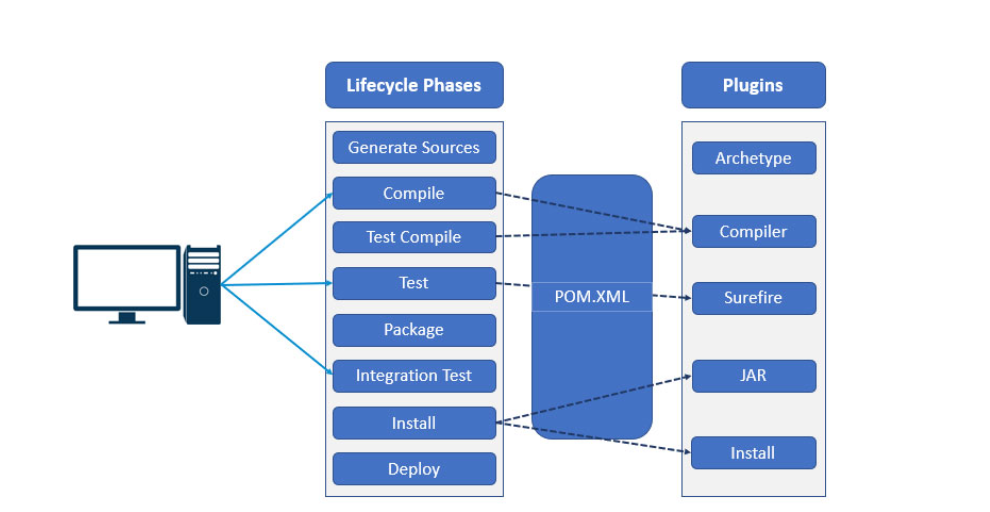 Lifecycle Phases
Plugins
Generate Sources
Compile
Test Compile
Test
Package
Integration Test
Install
Deploy
POM.XML
Archetype
Compiler
Surefire
JAR
Install